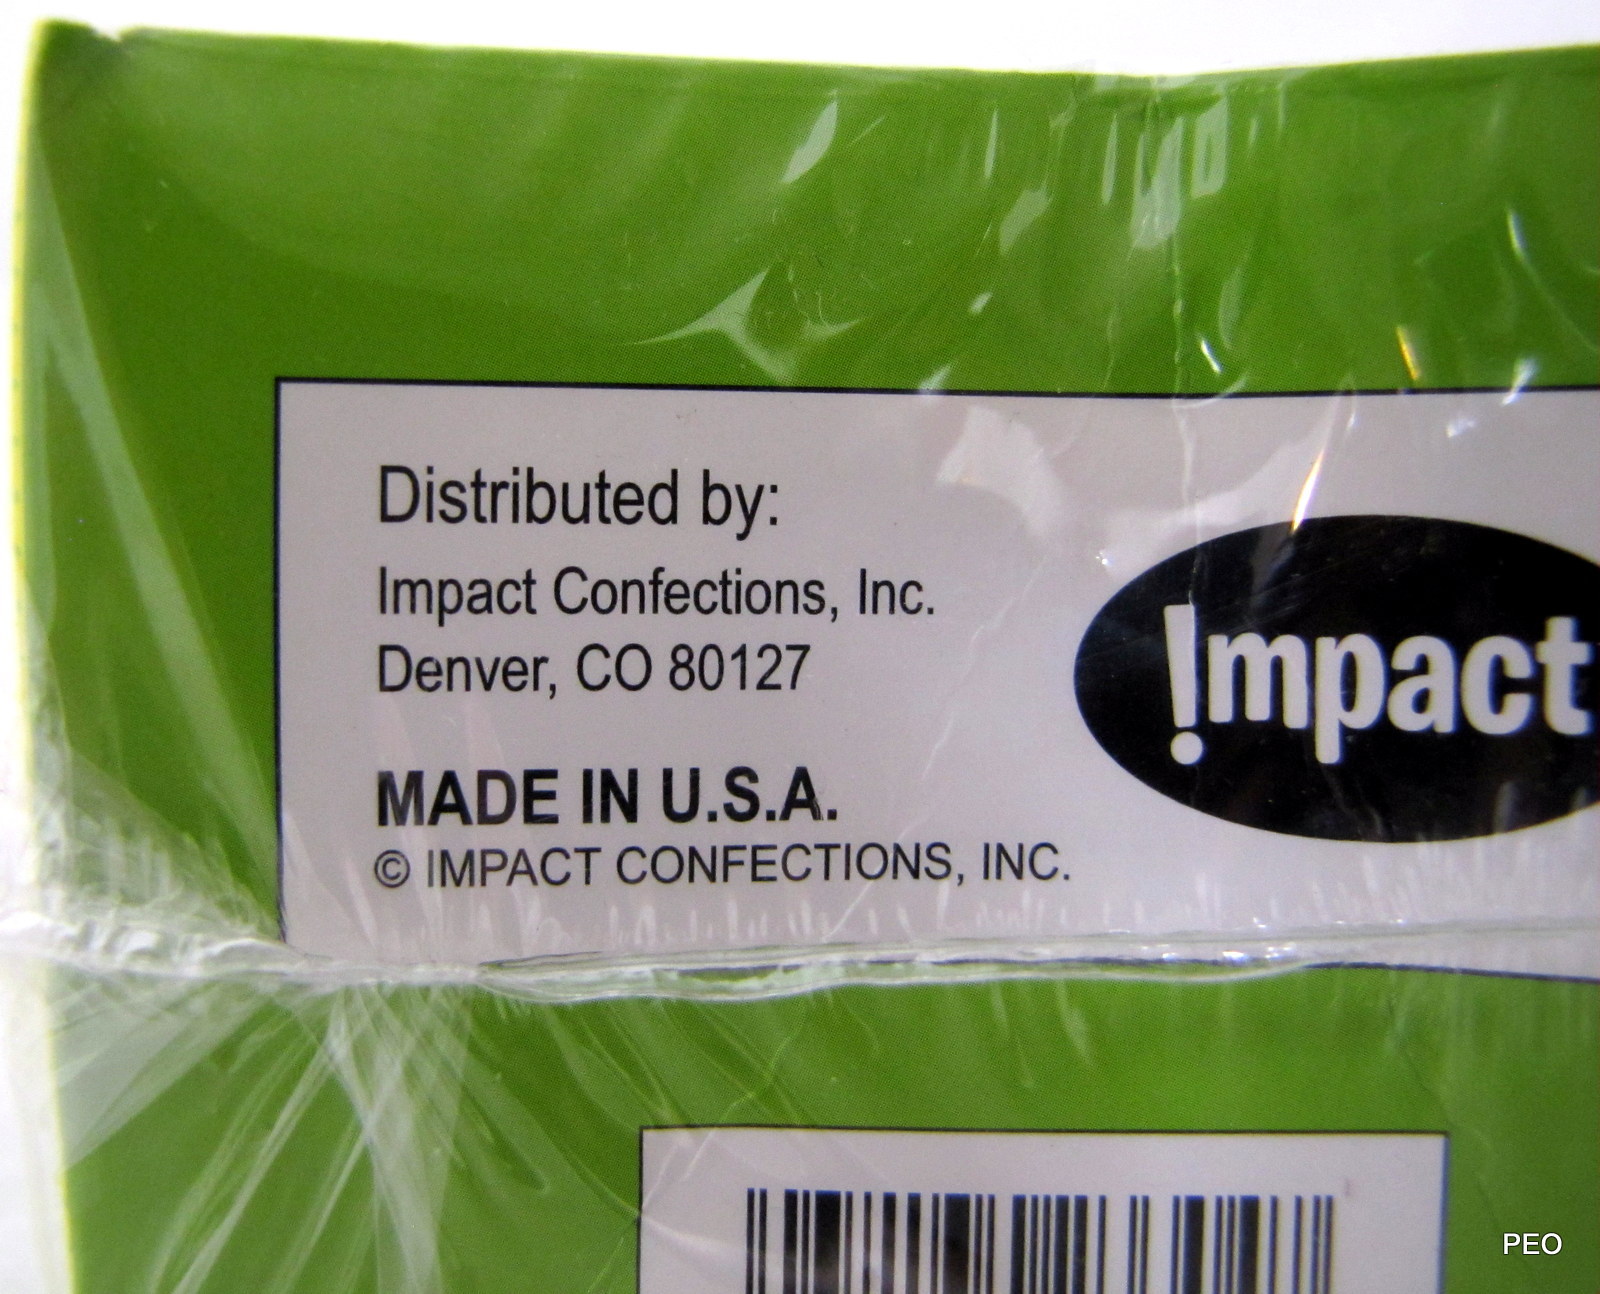 Distributed by:
Impact Confections, Inc.
Denver, CO 80127
MADE IN U.S.A.
© IMPACT CONFECTIONS, INC.
!mpact
PEO